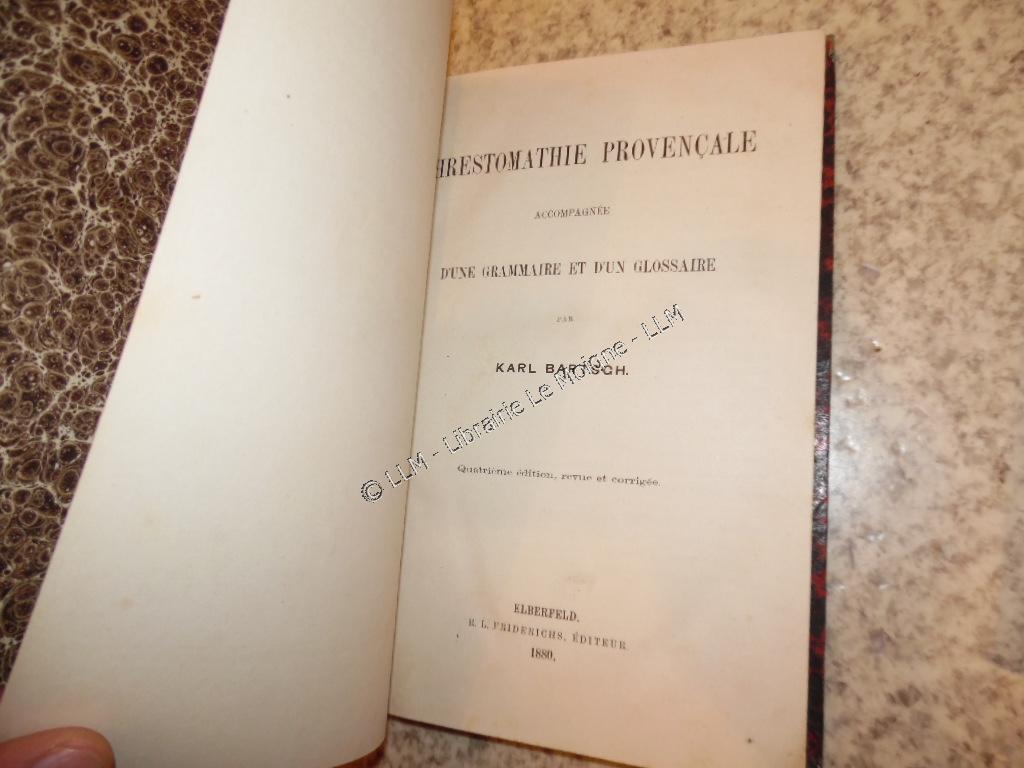 HRESTOMATHIE PROVENÇALE
ACCOMPAGNÉE
D'UNE GRAMMAIRE ET D'UN GLOSSAIRE
PAR
KARL BARTSCH.
© LLM - Librairie Le Moigne - LLM
Quatrième édition, revue et corrigée.
ELBERFELD,
R. L. FRIDERICHS, ÉDITEUR
1880.